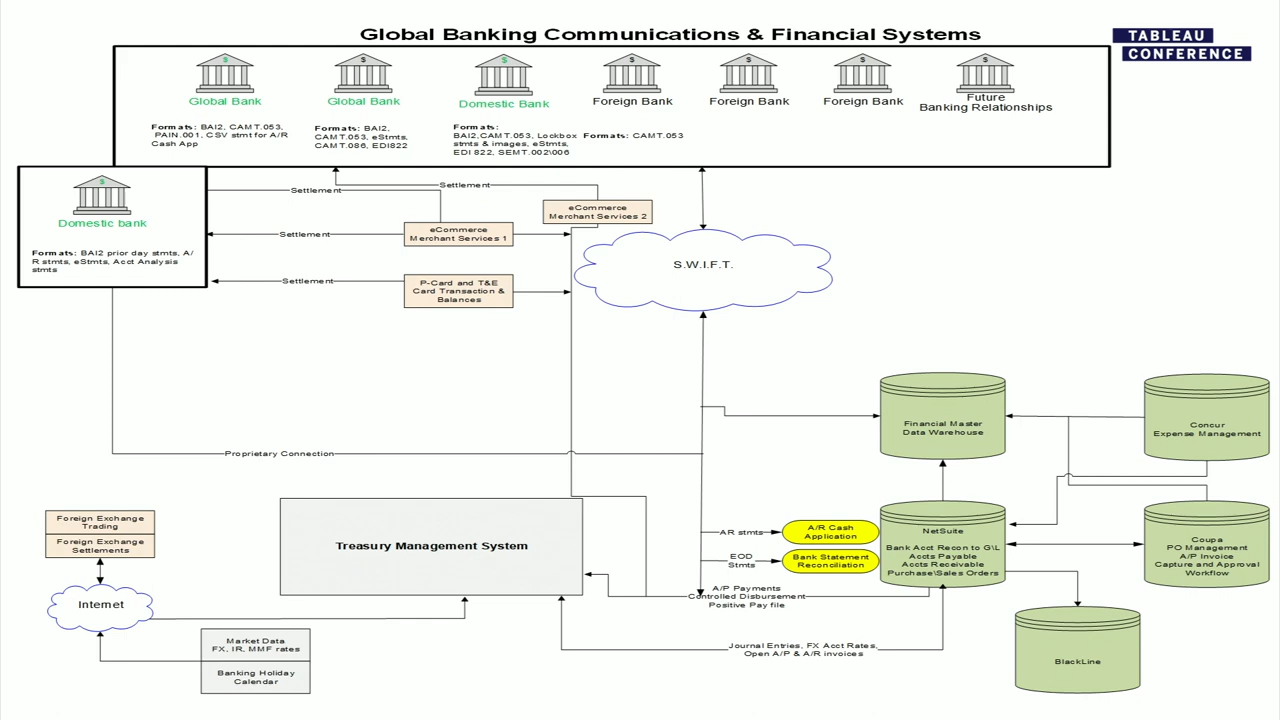 Global Banking Communications & Financial Systems
TABLEAU
CONFERENCE
$
$
$
$
$
$
$
Global Bank
Global Bank
Domestic Bank
Foreign Bank
Foreign Bank
Foreign Bank
Future
Banking Relationships
Formats: BAI2, CAMT.053,
PAIN.001, CSV stmt for A/R
Cash App
Formats: BAI2,
CAMT.053, eStmts,
CAMT.086, EDI822
Formats:
BAI2,CAMT.053, Lockbox
stmts & images, eStmts,
EDI 822, SEMT.002\006
Formats: CAMT.053
$
Domestic bank
Formats: BAI2 prior day stmts, A/
R stmts, eStmts, Acct Analysis
stmts
Settlement
Settlement
Settlement
Settlement
eCommerce
Merchant Services 2
eCommerce
Merchant Services 1
P-Card and T&E
Card Transaction &
Balances
S.W.I.F.T.
Financial Master
Data Warehouse
Concur
Expense Management
Proprietary Connection
Foreign Exchange
Trading
Foreign Exchange
Settlements
Treasury Management System
AR stmts
A/R Cash
Application
EOD
Stmts
Bank Statement
Reconciliation
NetSuite
Bank Acct Recon to G\L
Accts Payable
Accts Receivable
Purchase\Sales Orders
Coupa
PO Management
A/P Invoice
Capture and Approval
Workflow
A/P Payments
Controlled Disbursement
Positive Pay file
Internet
Market Data
FX, IR, MMF rates
Banking Holiday
Calendar
Journal Entries, FX Acct Rates,
Open A/P & A/R invoices
BlackLine